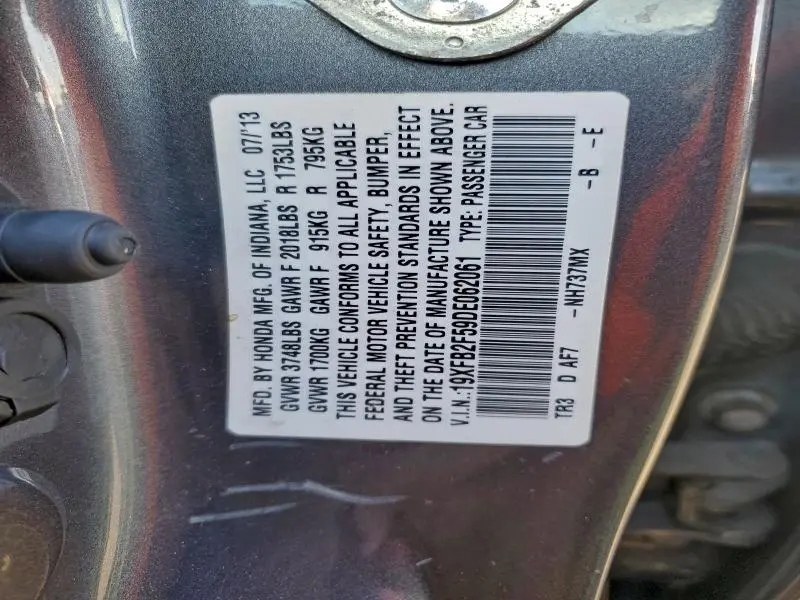 MFD. BY HONDA MFG. OF INDIANA, LLC 07/'13
GVWR 3748LBS GAWR F 2018LBS R 1753LBS
GVWR 1700KG GAWR F 915KG R 795KG
THIS VEHICLE CONFORMS TO ALL APPLICABLE
FEDERAL MOTOR VEHICLE SAFETY, BUMPER,
AND THEFT PREVENTION STANDARDS IN EFFECT
ON THE DATE OF MANUFACTURE SHOWN ABOVE.
V.I.N.:19XFB2F59DE062061 TYPE: PASSENGER CAR
TR3 D AF7 -NH737MX -B -E